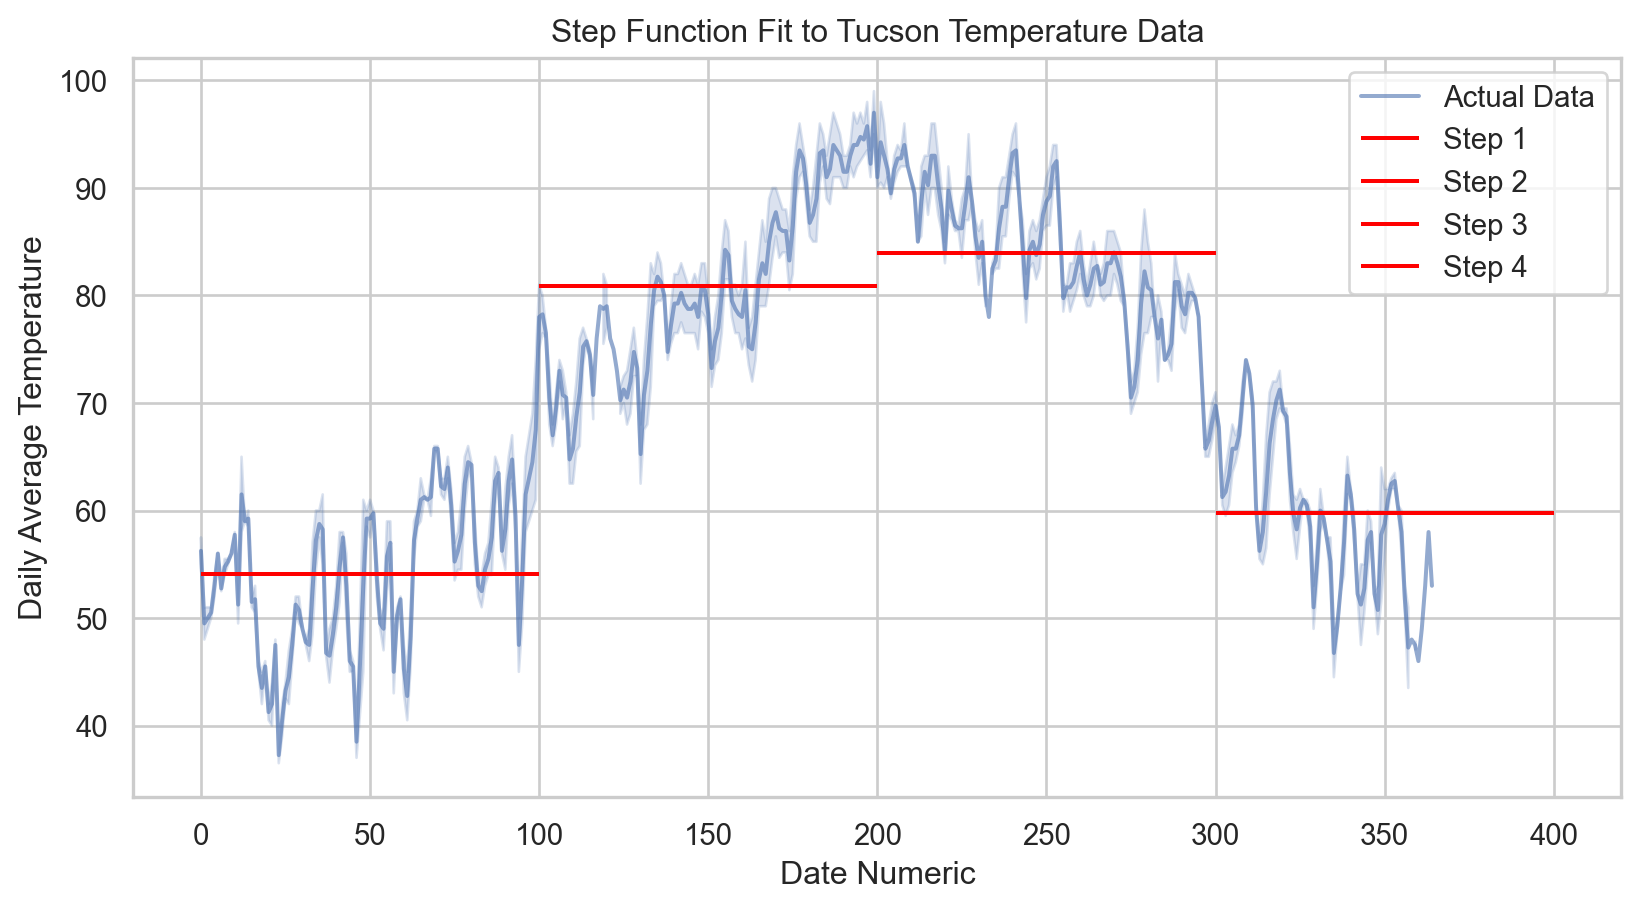 Step Function Fit to Tucson Temperature Data
Actual Data
Step 1
Step 2
Step 3
Step 4
Daily Average Temperature
100
90
80
70
60
50
40
0 50 100 150 200 250 300 350 400
Date Numeric